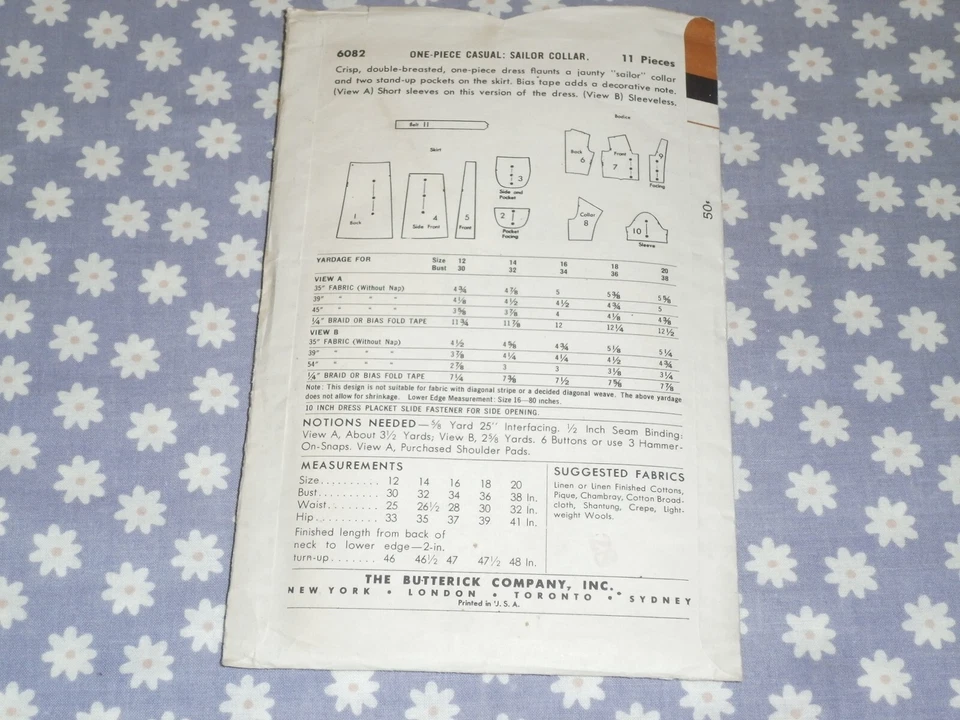 6082 ONE-PIECE CASUAL: SAILOR COLLAR. 11 Pieces
Crisp, double-breasted, one-piece dress flaunts a jaunty "sailor" collar
and two stand-up pockets on the skirt. Bias tape adds a decorative note.
(View A) Short sleeves on this version of the dress. (View B) Sleeveless.
Belt 11
Bodice
Back 6
Front 7
9 Facing
Skirt
1 Back
4 Side Front
5 Front
3 Side and Pocket
2 Pocket Facing
Collar 8
10 Sleeve
50¢
YARDAGE FOR Size 12 14 16 18 20
Bust 30 32 34 36 38
VIEW A
35" FABRIC (Without Nap) 4¾ 4⅞ 5 5⅜ 5⅝
39" " " " 4⅛ 4½ 4½ 4¾ 5
45" " " " 3⅝ 3⅞ 4 4⅛ 4⅜
¼" BRAID OR BIAS FOLD TAPE 11¾ 11⅞ 12 12¼ 12½
VIEW B
35" FABRIC (Without Nap) 4½ 4⅝ 4¾ 5⅛ 5¼
39" " " " 3⅞ 4¼ 4¼ 4½ 4¾
54" " " " 2⅞ 3 3 3⅛ 3¼
¼" BRAID OR BIAS FOLD TAPE 7¼ 7⅜ 7½ 7⅝ 7⅞
Note: This design is not suitable for fabric with diagonal stripe or a decided diagonal weave. The above yardage
does not allow for shrinkage. Lower Edge Measurement: Size 16—80 inches.
10 INCH DRESS PLACKET SLIDE FASTENER FOR SIDE OPENING.
NOTIONS NEEDED—⅝ Yard 25" Interfacing. ½ Inch Seam Binding:
View A, About 3½ Yards; View B, 2⅝ Yards. 6 Buttons or use 3 Hammer-
On-Snaps. View A, Purchased Shoulder Pads.
MEASUREMENTS
Size.......... 12 14 16 18 20
Bust.......... 30 32 34 36 38 In.
Waist......... 25 26½ 28 30 32 In.
Hip........... 33 35 37 39 41 In.
Finished length from back of
neck to lower edge—2-in.
turn-up....... 46 46½ 47 47½ 48 In.
SUGGESTED FABRICS
Linen or Linen Finished Cottons,
Pique, Chambray, Cotton Broad-
cloth, Shantung, Crepe, Light-
weight Wools.
THE BUTTERICK COMPANY, INC.
NEW YORK • LONDON • TORONTO • SYDNEY
Printed in U.S.A.